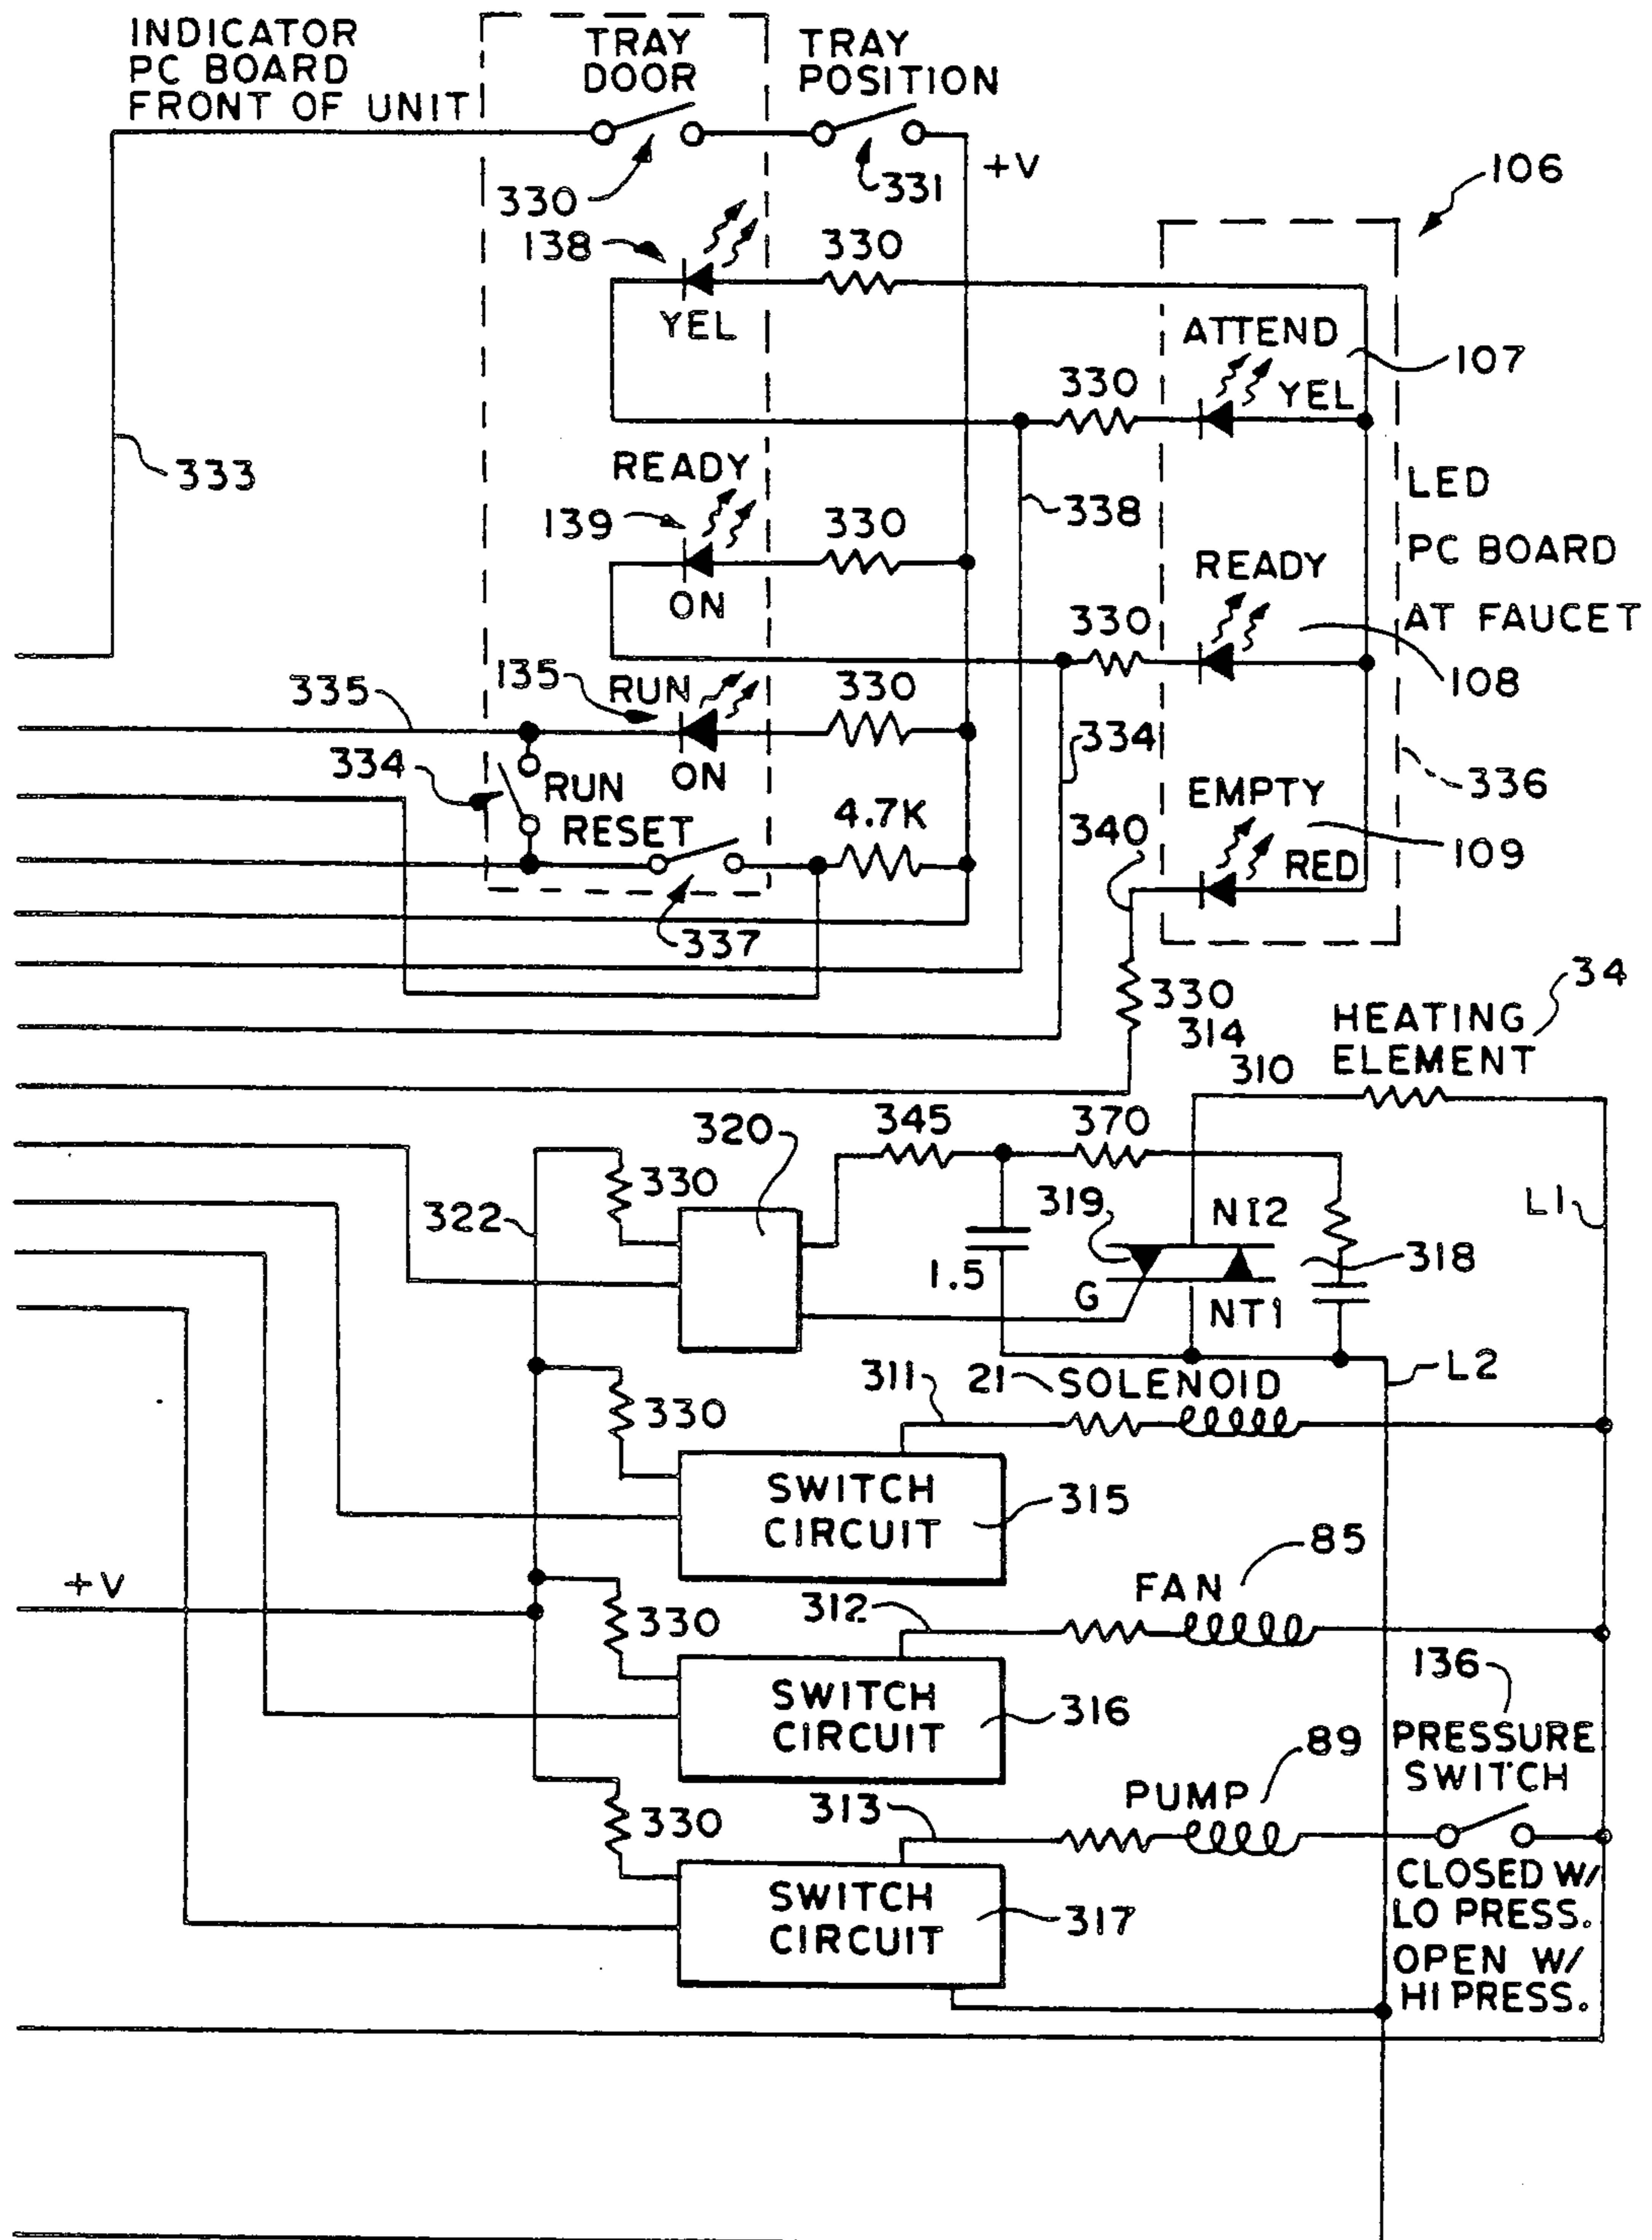 INDICATOR
PC BOARD
FRONT OF UNIT
TRAY
DOOR
TRAY
POSITION
330
331
+V
106
138
330
YEL
ATTEND
107
330
YEL
333
READY
338
LED
139
330
PC BOARD
READY
ON
AT FAUCET
330
108
335
135
RUN
330
334
334
RUN
ON
336
EMPTY
RESET
4.7K
340
RED
109
337
330
314
34
HEATING
ELEMENT
310
320
345
370
330
322
319
NI2
L1
318
1.5
G
NT1
311
21
SOLENOID
L2
330
SWITCH
CIRCUIT
315
85
+V
FAN
312
330
136
SWITCH
CIRCUIT
316
PRESSURE
SWITCH
89
PUMP
313
330
CLOSED W/
LO PRESS.
OPEN W/
HI PRESS.
SWITCH
CIRCUIT
317